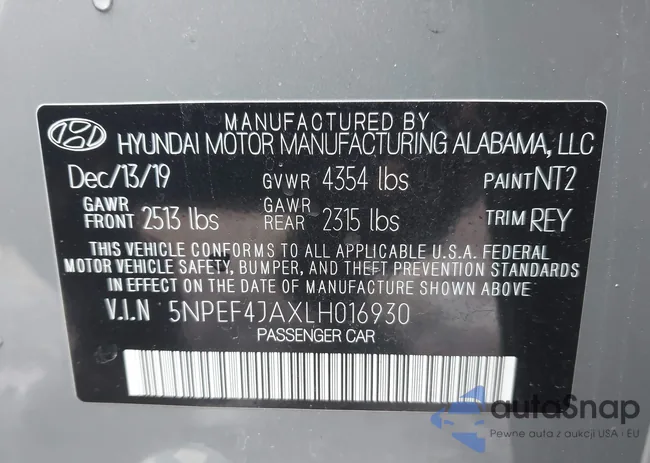 MANUFACTURED BY
HYUNDAI MOTOR MANUFACTURING ALABAMA, LLC
Dec/13/19 GVWR 4354 lbs PAINT NT2
GAWR FRONT 2513 lbs GAWR REAR 2315 lbs TRIM REY
THIS VEHICLE CONFORMS TO ALL APPLICABLE U.S.A. FEDERAL
MOTOR VEHICLE SAFETY, BUMPER, AND THEFT PREVENTION STANDARDS
IN EFFECT ON THE DATE OF MANUFACTURE SHOWN ABOVE.
V.I.N 5NPEF4JAXLH016930
PASSENGER CAR
autoSnap
Pewne auta z aukcji USA i EU